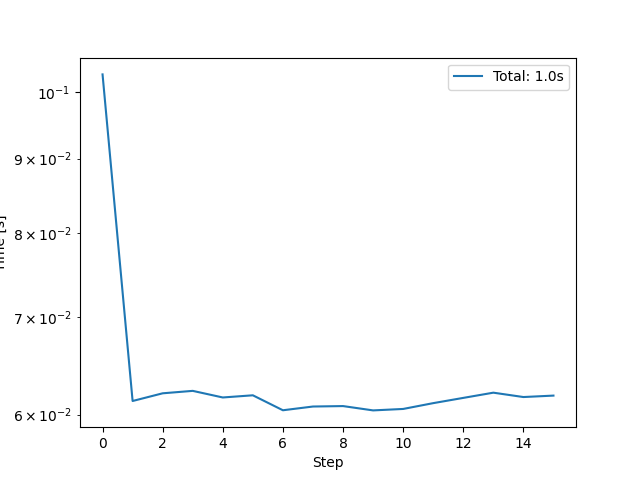 Total: 1.0s
10⁻¹
9 × 10⁻²
8 × 10⁻²
7 × 10⁻²
6 × 10⁻²
[s]
0 2 4 6 8 10 12 14
Step